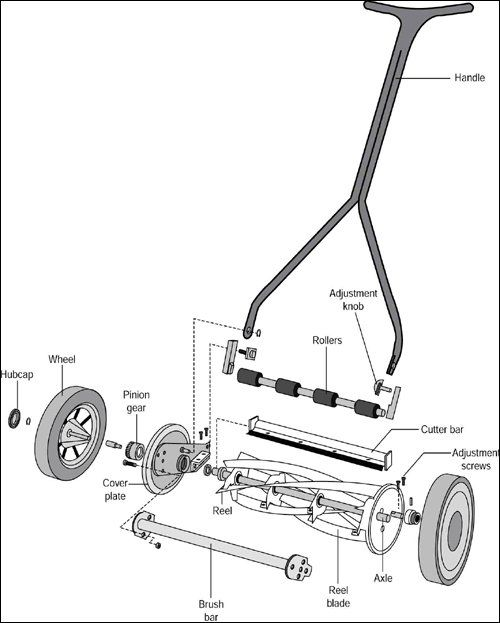 Handle
Adjustment
knob
Rollers
Wheel
Hubcap
Pinion
gear
Cutter bar
Adjustment
screws
Cover
plate
Reel
Axle
Reel
blade
Brush
bar